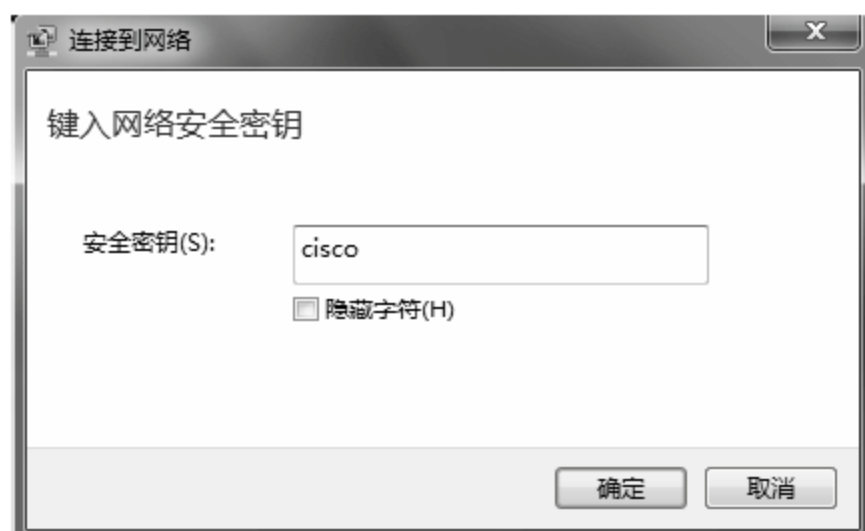 连接到网络
键入网络安全密钥
安全密钥(S):
cisco
隐藏字符(H)
确定
取消